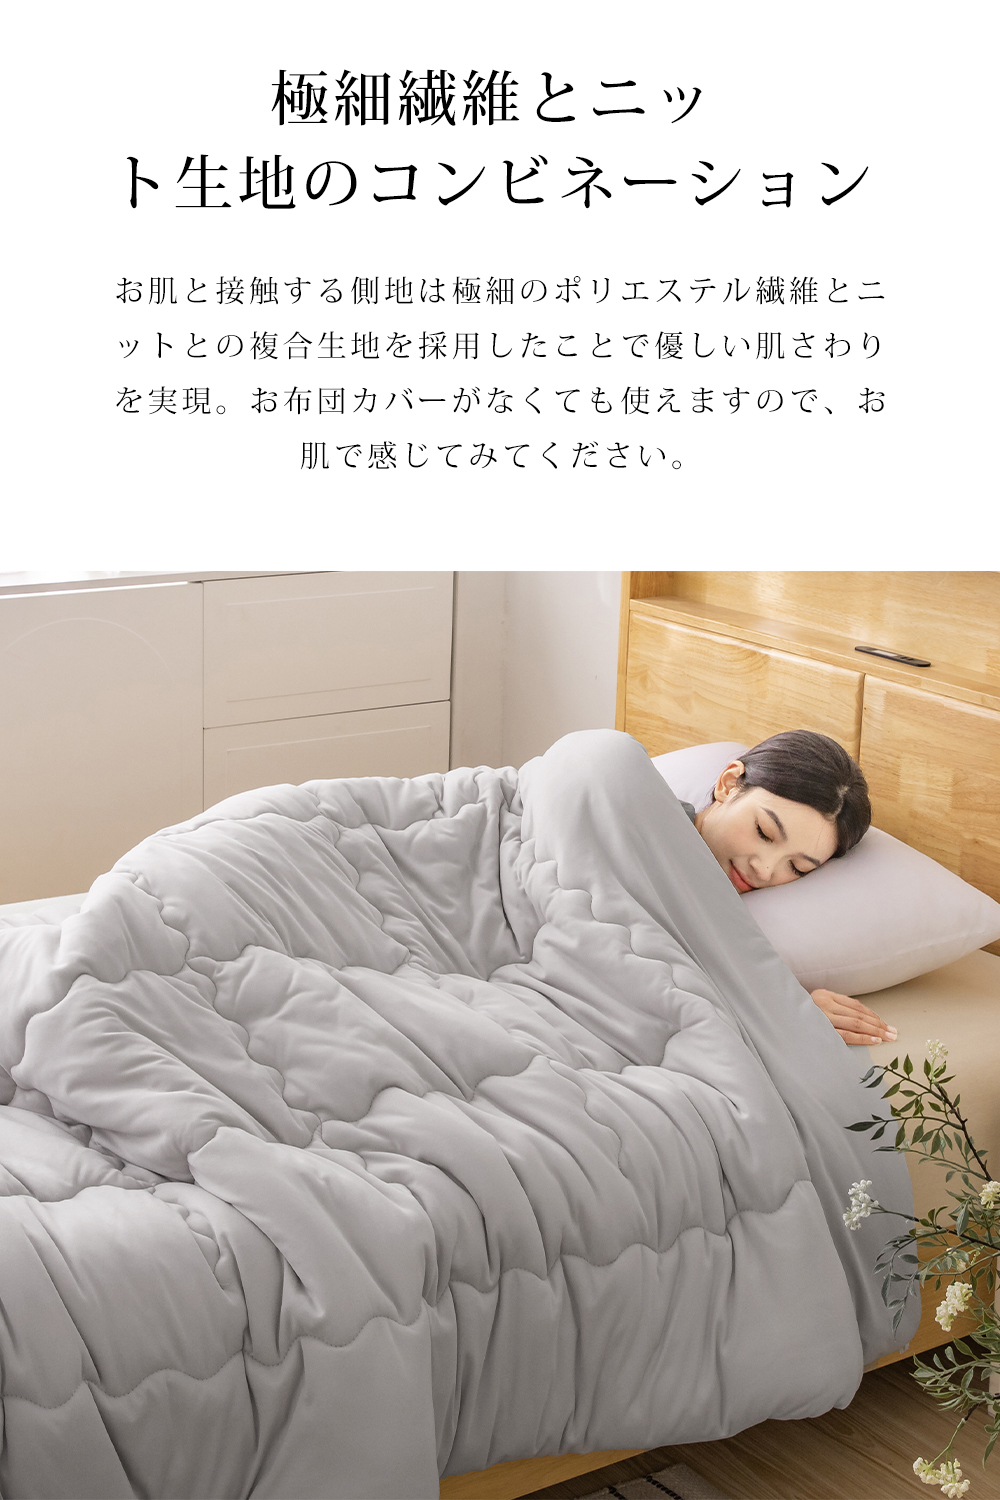 極細繊維とニッ
ト生地のコンビネーション
お肌と接触する側地は極細のポリエステル繊維とニ
ットとの複合生地を採用したことで優しい肌さわり
を実現。お布団カバーがなくても使えますので、お
肌で感じてみてください。